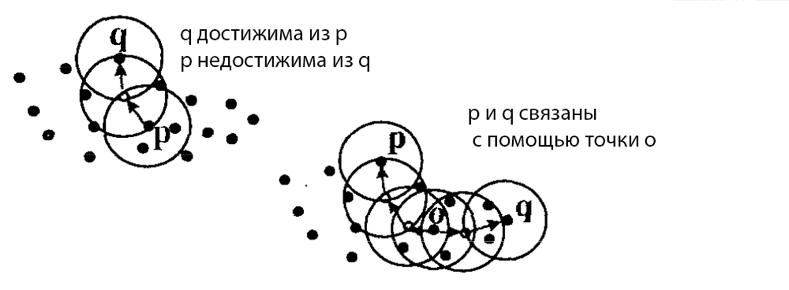 q
q достижима из p
p недостижима из q
p
p и q связаны
с помощью точки о
p
o
q